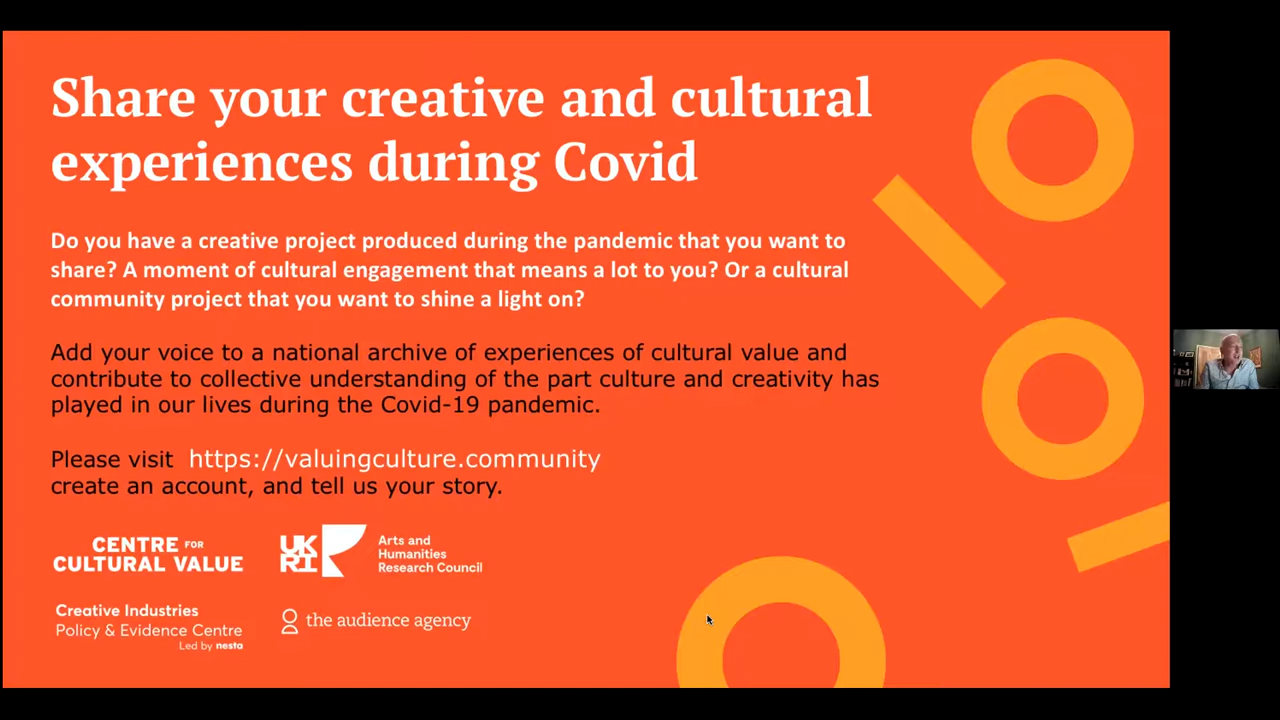 Share your creative and cultural
experiences during Covid
Do you have a creative project produced during the pandemic that you want to
share? A moment of cultural engagement that means a lot to you? Or a cultural
community project that you want to shine a light on?
Add your voice to a national archive of experiences of cultural value and
contribute to collective understanding of the part culture and creativity has
played in our lives during the Covid-19 pandemic.
Please visit https://valuingculture.community
create an account, and tell us your story.
CENTRE FOR
CULTURAL VALUE
UK
RI
Arts and
Humanities
Research Council
Creative Industries
Policy & Evidence Centre
Led by nesta
the audience agency